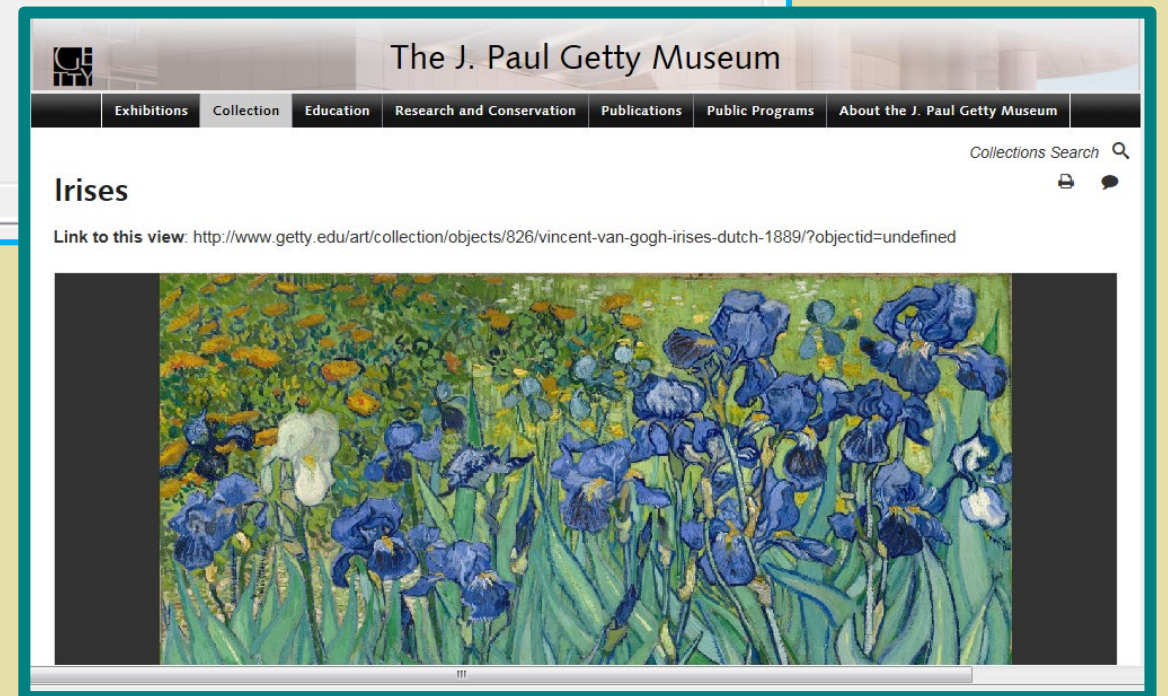 GE
TTY
The J. Paul Getty Museum
Exhibitions Collection Education Research and Conservation Publications Public Programs About the J. Paul Getty Museum
Collections Search
Irises
Link to this view: http://www.getty.edu/art/collection/objects/826/vincent-van-gogh-irises-dutch-1889/?objectid=undefined